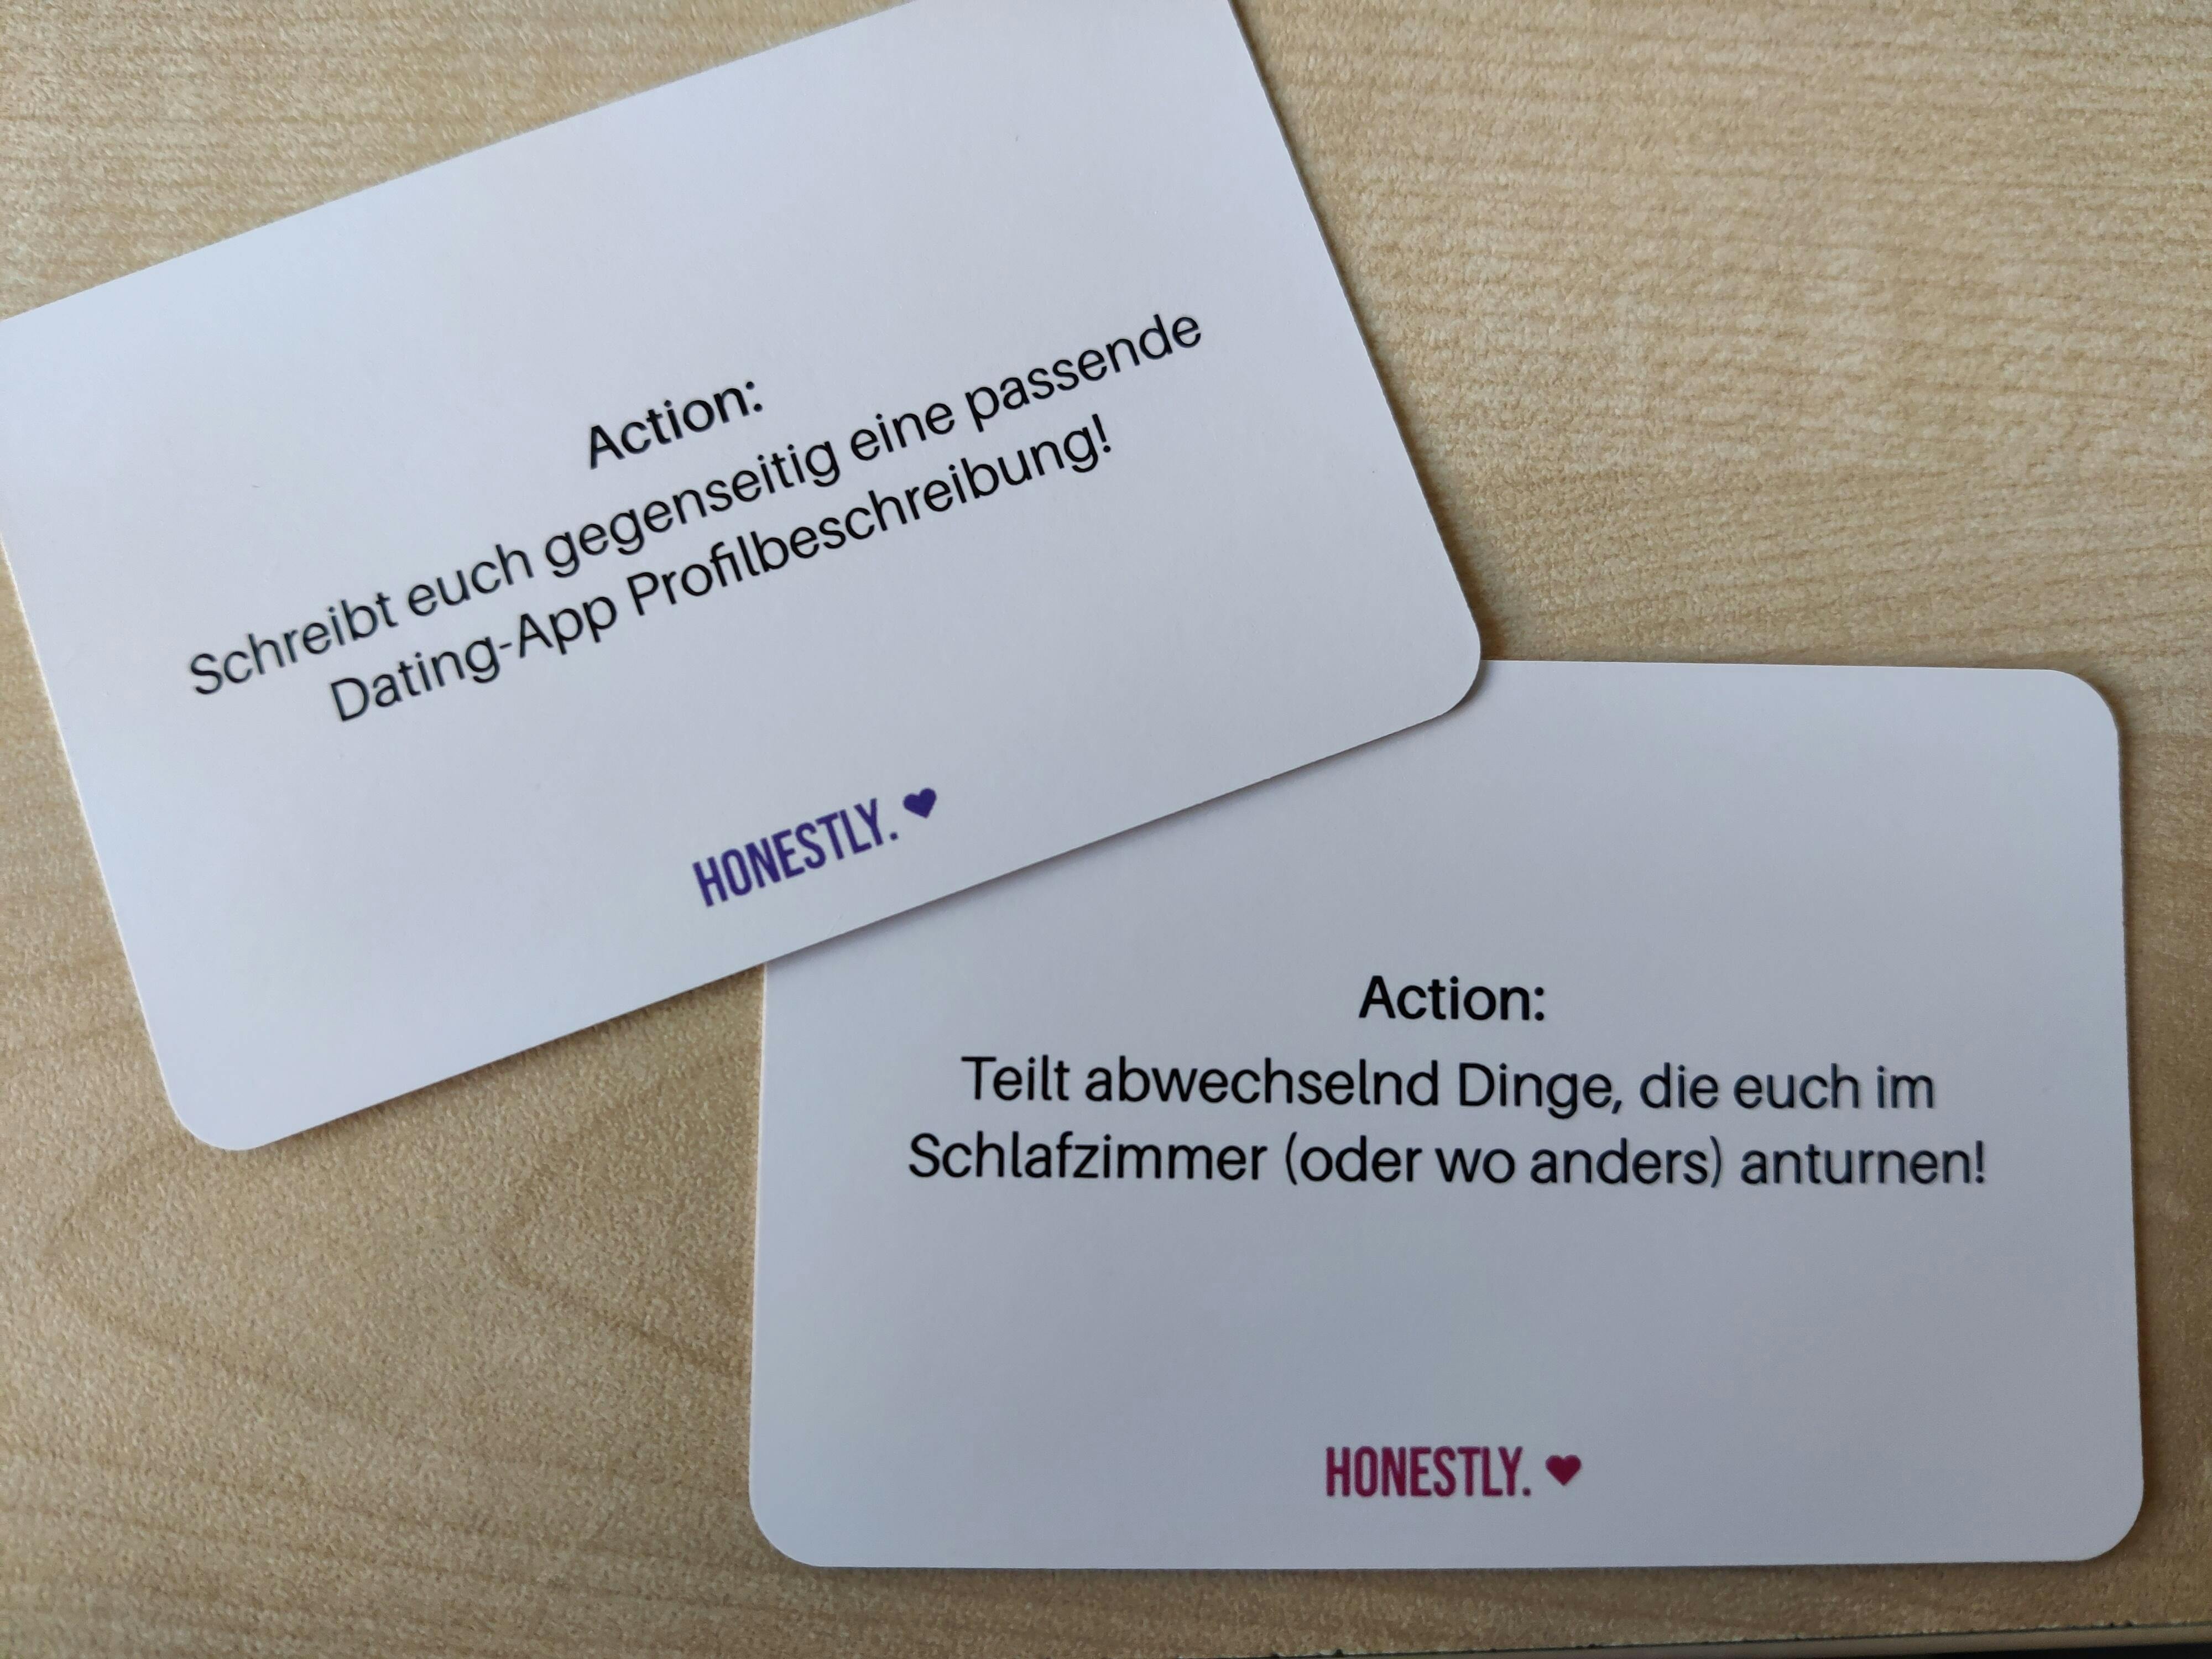 Action:
Schreibt euch gegenseitig eine passende
Dating-App Profilbeschreibung!
HONESTLY.
Action:
Teilt abwechselnd Dinge, die euch im
Schlafzimmer (oder wo anders) anturnen!
HONESTLY.